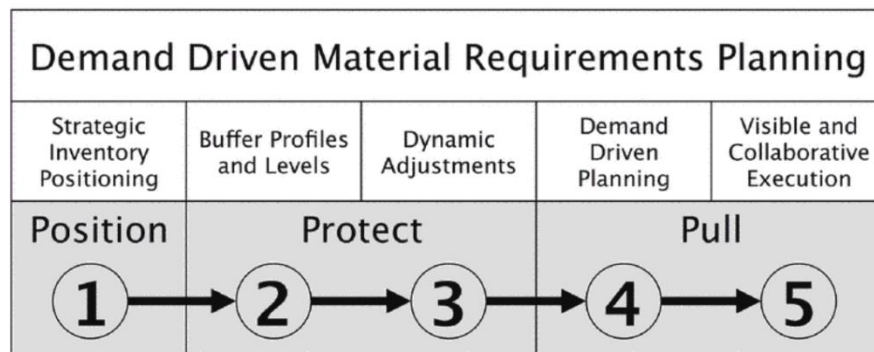 Demand Driven Material Requirements Planning
Strategic
Inventory
Positioning
Buffer Profiles
and Levels
Dynamic
Adjustments
Demand
Driven
Planning
Visible and
Collaborative
Execution
Position
Protect
Pull
1
2
3
4
5